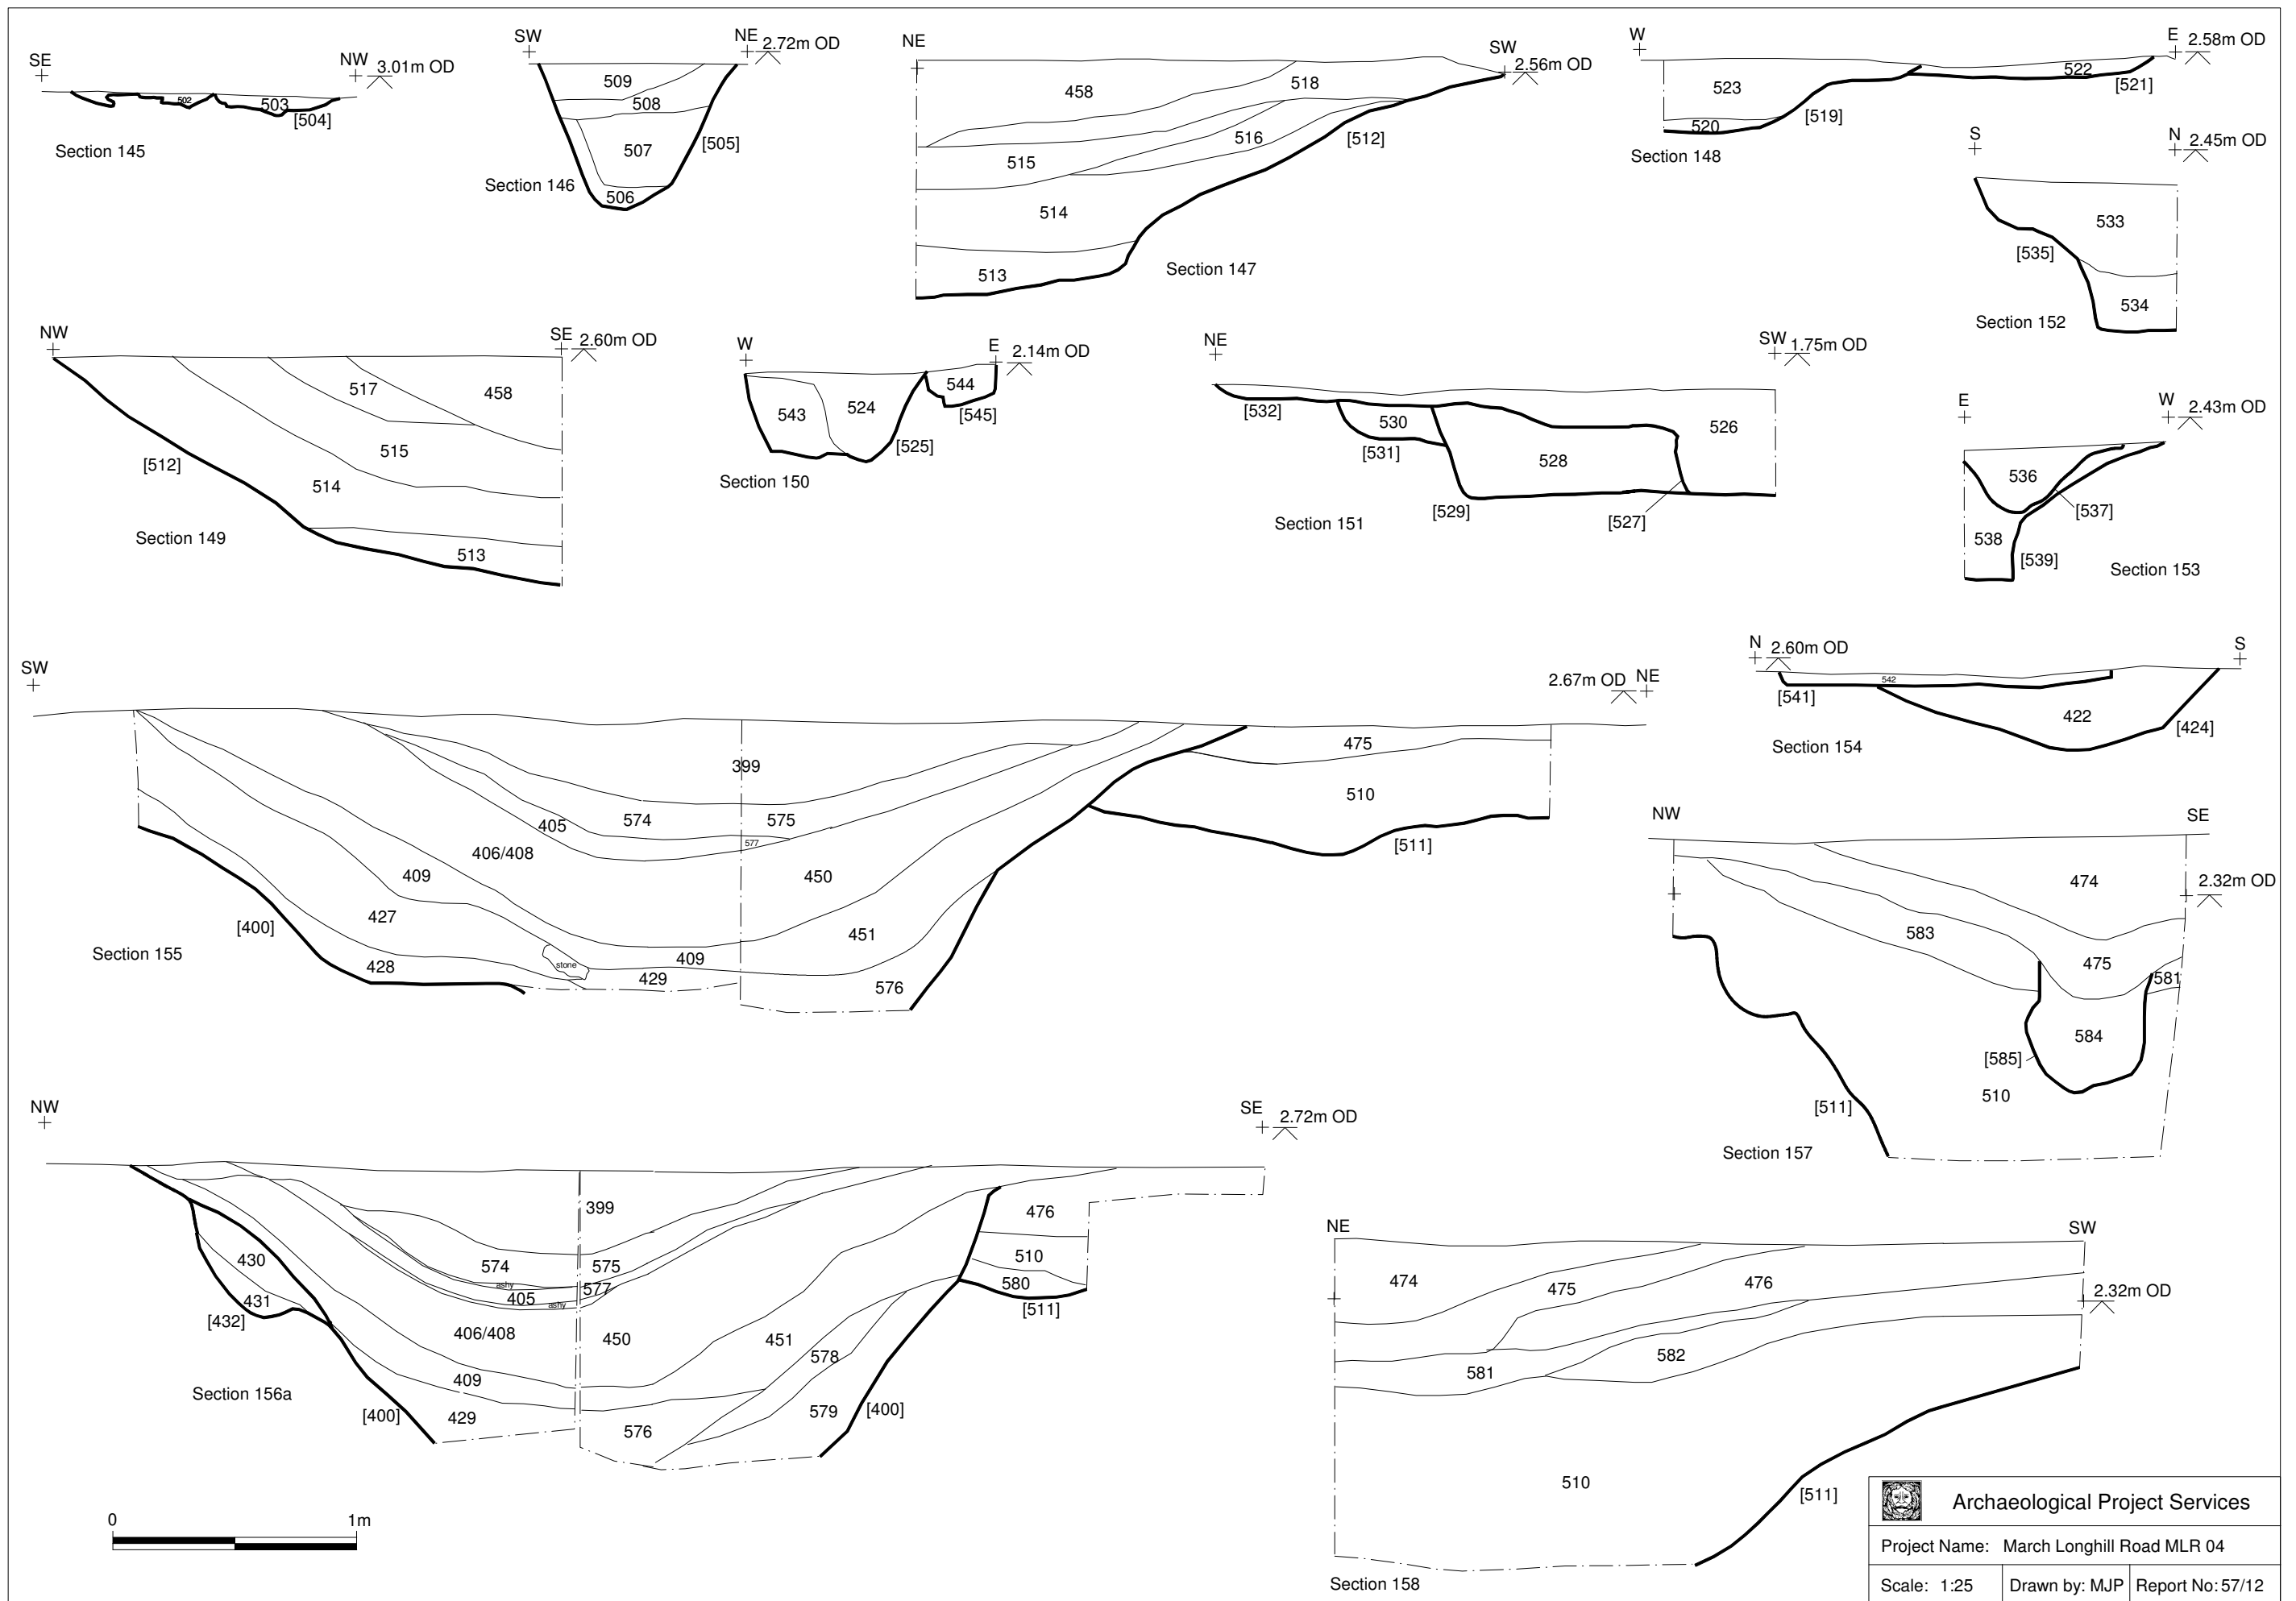 SE
NW 3.01m OD
502
503
[504]
Section 145
SW
NE 2.72m OD
509
508
507
[505]
506
Section 146
NE
SW
2.56m OD
458
518
516
[512]
515
514
513
Section 147
W
E 2.58m OD
523
522
[521]
520
[519]
Section 148
S
N 2.45m OD
533
[535]
534
Section 152
NW
SE 2.60m OD
517
458
515
[512]
514
513
Section 149
W
E 2.14m OD
544
543
524
[545]
[525]
Section 150
NE
SW 1.75m OD
[532]
530
526
[531]
528
[529]
[527]
Section 151
E
W 2.43m OD
536
[537]
538
[539]
Section 153
SW
2.67m OD NE
399
475
574
575
405
577
510
406/408
[511]
409
450
427
[400]
451
428
stone
409
429
576
Section 155
N 2.60m OD
S
542
[541]
422
[424]
Section 154
NW
SE
474
2.32m OD
583
475
581
584
[585]
510
[511]
Section 157
NW
SE 2.72m OD
399
476
430
574
575
510
ashy
577
580
431
405
ashy
[511]
[432]
406/408
450
451
578
409
[400]
429
579
[400]
576
Section 156a
NE
SW
474
475
476
2.32m OD
582
581
510
[511]
Section 158
0
1m
Archaeological Project Services
Project Name: March Longhill Road MLR 04
Scale: 1:25 Drawn by: MJP Report No: 57/12